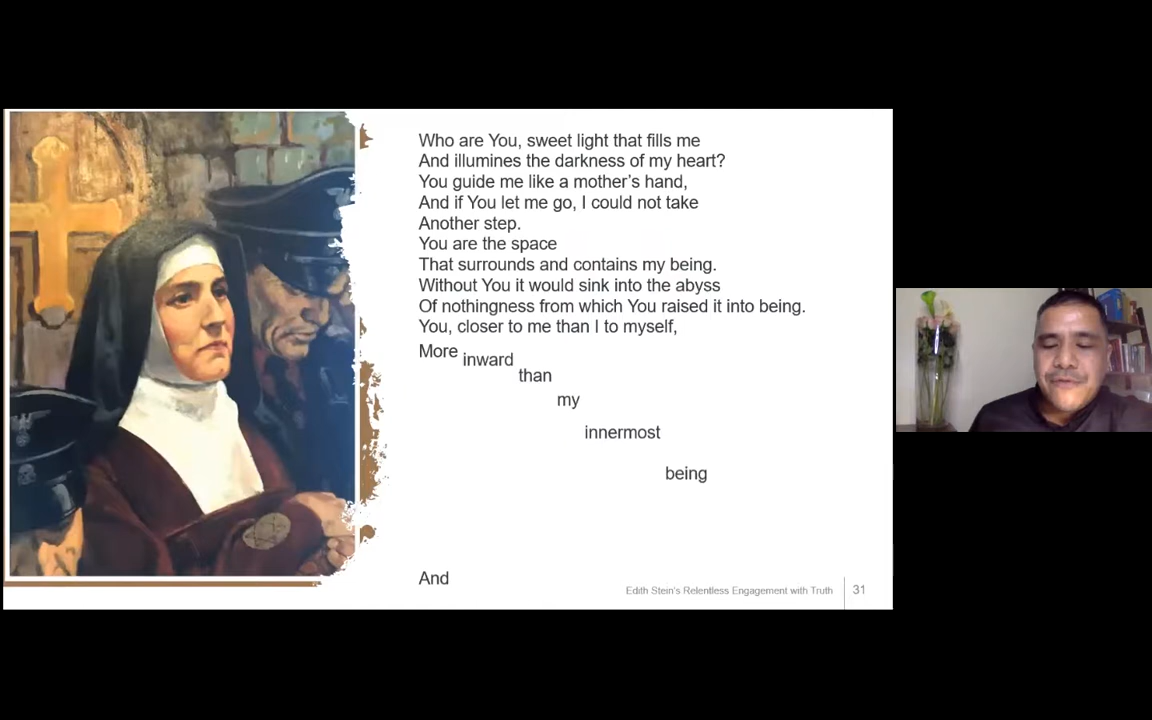 Who are You, sweet light that fills me
And illumines the darkness of my heart?
You guide me like a mother's hand,
And if You let me go, I could not take
Another step.
You are the space
That surrounds and contains my being.
Without You it would sink into the abyss
Of nothingness from which You raised it into being.
You, closer to me than I to myself,
More inward
than
my
innermost
being
And
Edith Stein's Relentless Engagement with Truth 31